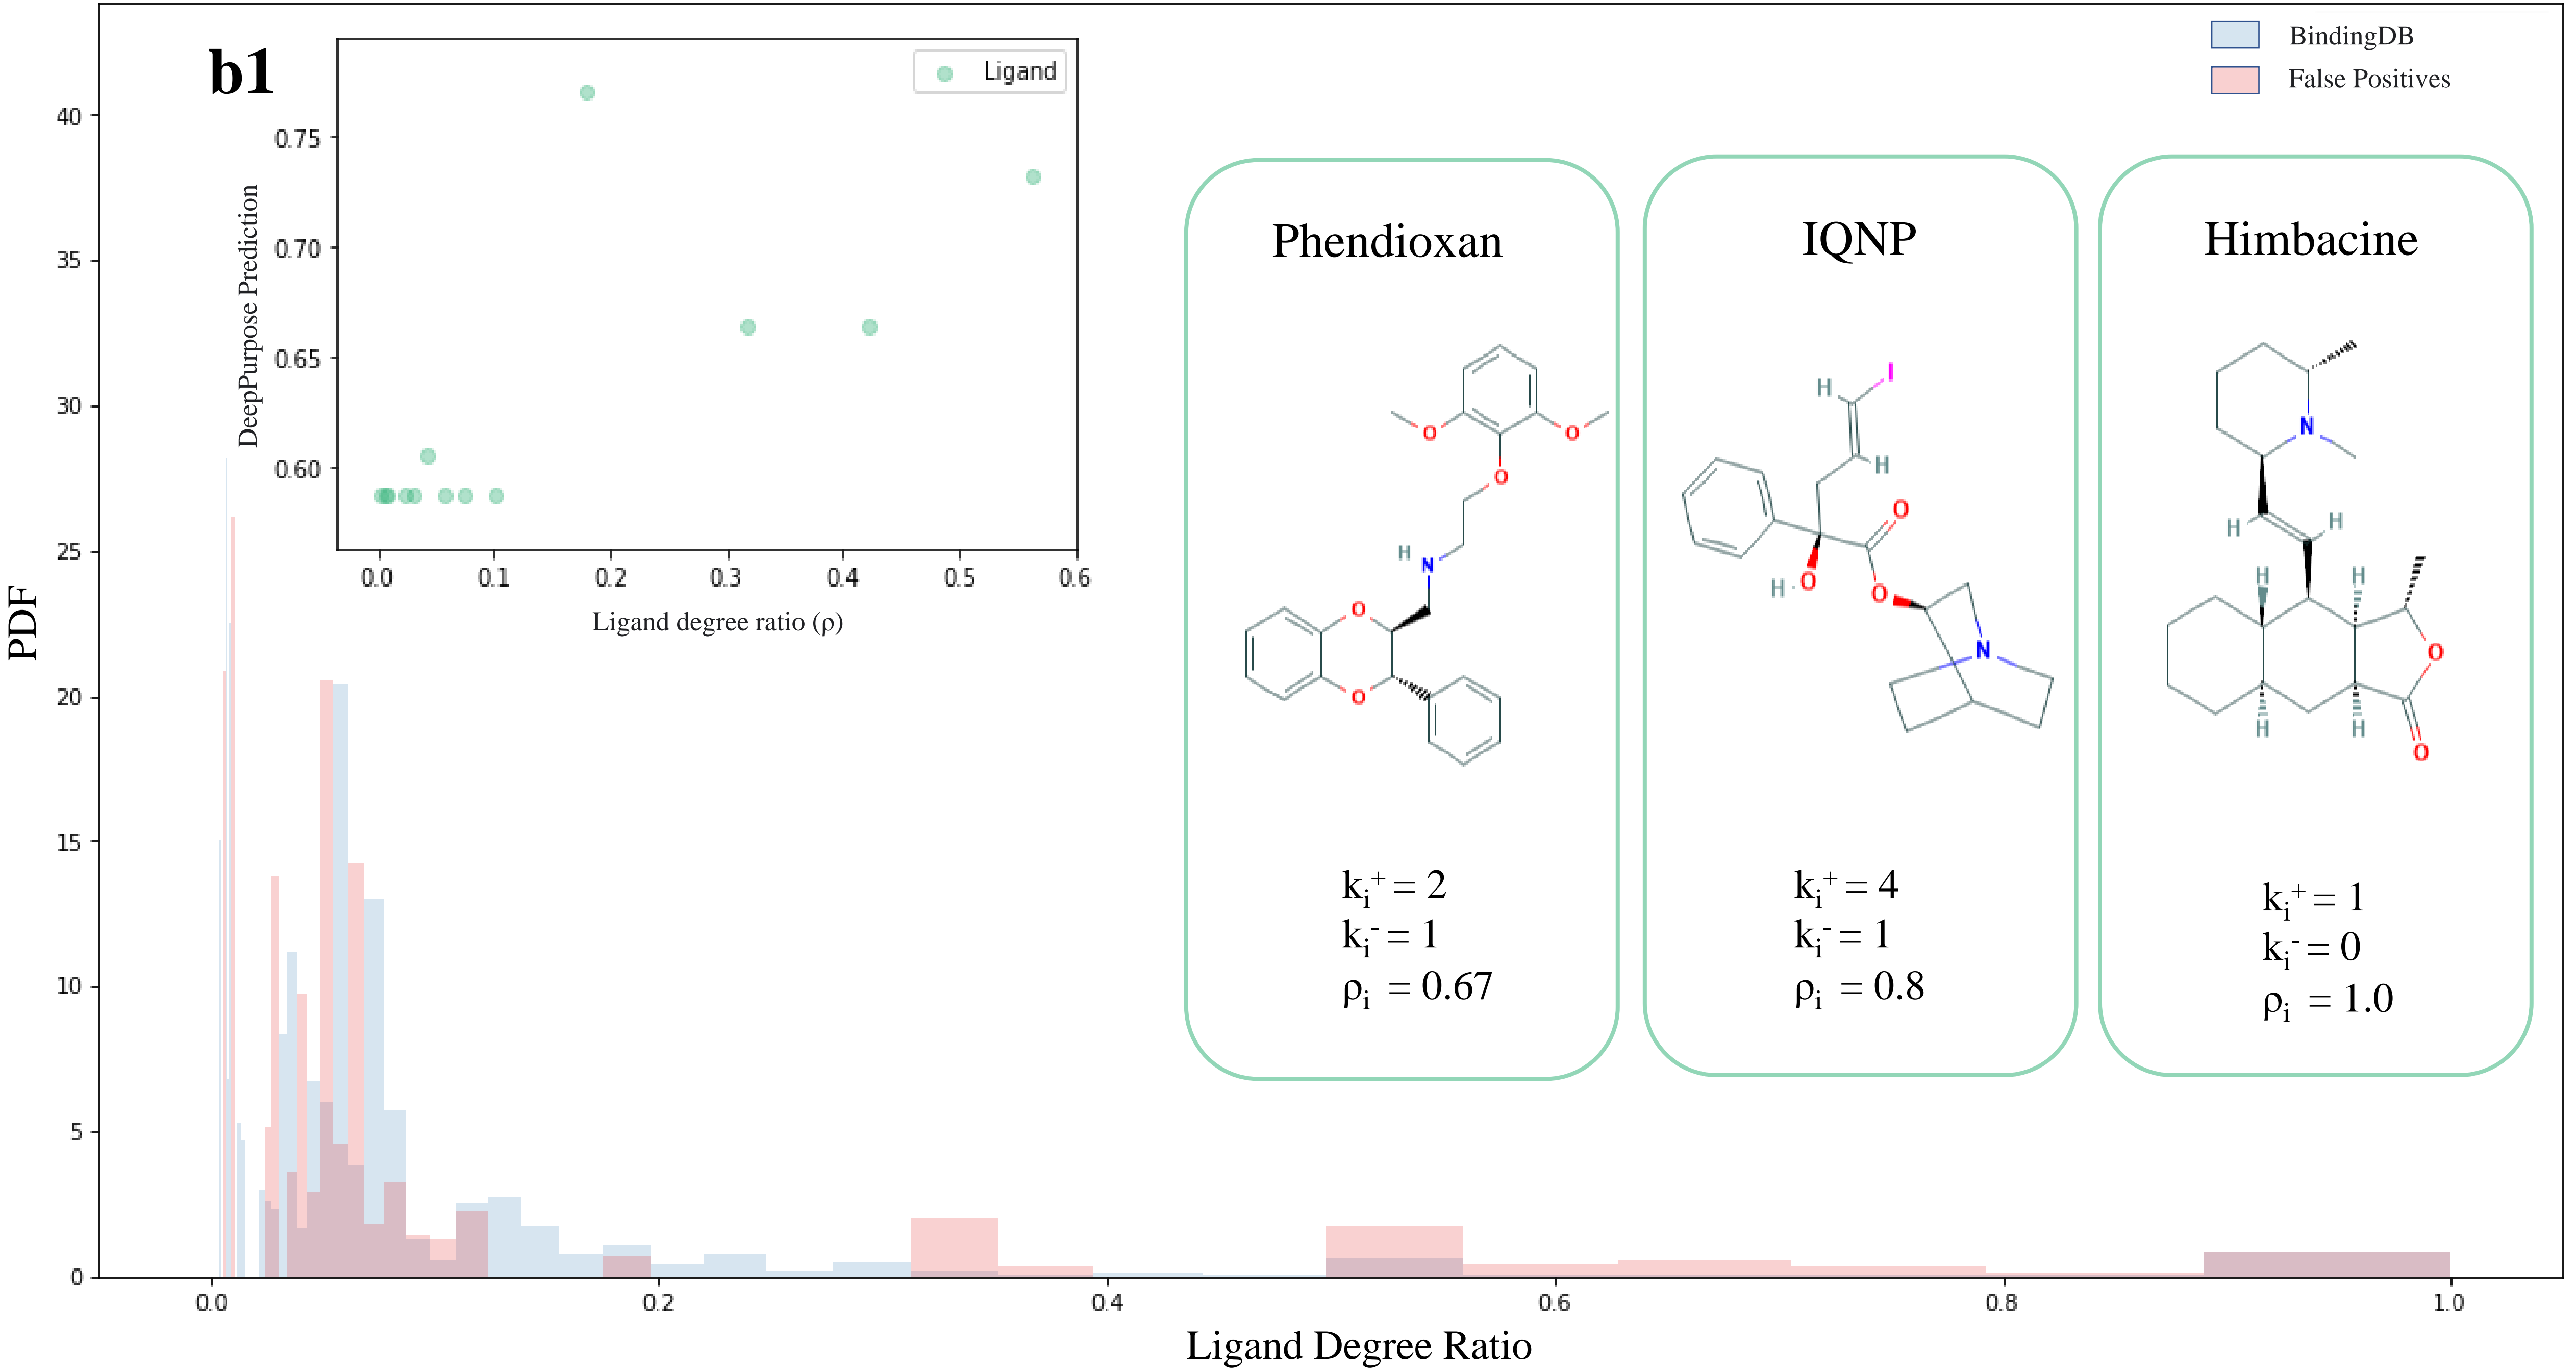 b1
Ligand
0.75
0.70
0.65
0.60
DeepPurpose Prediction
0.0 0.1 0.2 0.3 0.4 0.5 0.6
Ligand degree ratio (ρ)
BindingDB
False Positives
Phendioxan
O O
O
H
N
O
O
kᵢ⁺ = 2
kᵢ⁻ = 1
ρᵢ = 0.67
IQNP
I
H
H
O
H O
O
N
kᵢ⁺ = 4
kᵢ⁻ = 1
ρᵢ = 0.8
Himbacine
N
H H
H H
O
H H
O
kᵢ⁺ = 1
kᵢ⁻ = 0
ρᵢ = 1.0
40
35
30
25
20
15
10
5
0
PDF
0.0 0.2 0.4 0.6 0.8 1.0
Ligand Degree Ratio